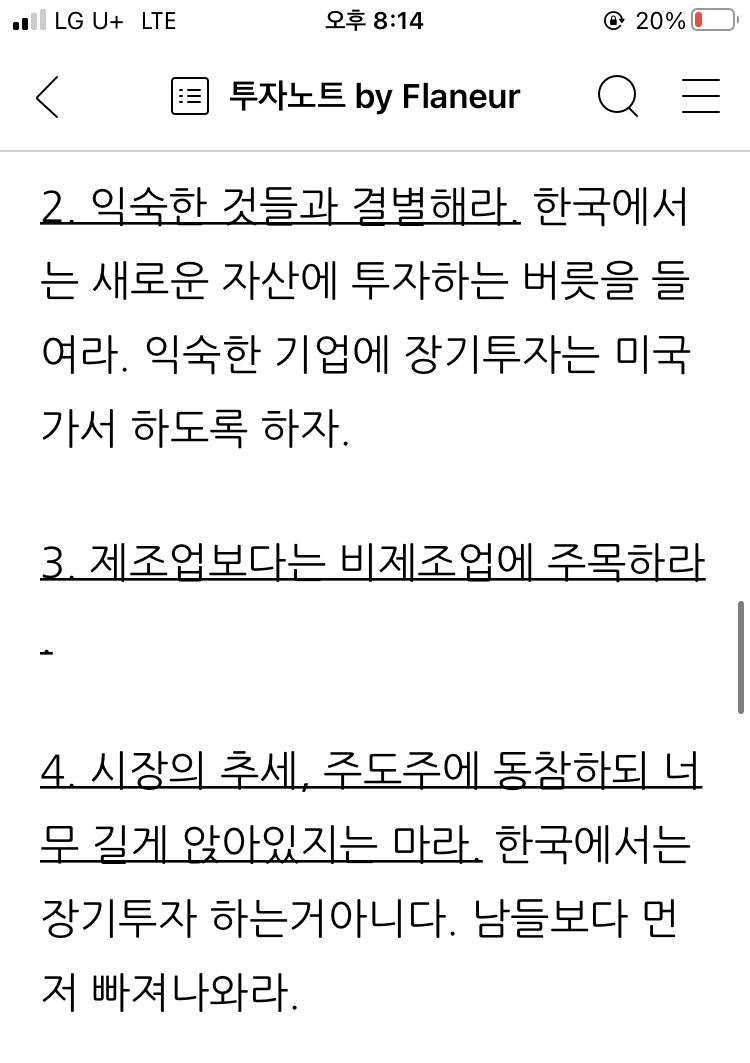 LG U+ LTE 오후 8:14 20%
투자노트 by Flaneur
2. 익숙한 것들과 결별해라. 한국에서
는 새로운 자산에 투자하는 버릇을 들
여라. 익숙한 기업에 장기투자는 미국
가서 하도록 하자.
3. 제조업보다는 비제조업에 주목하라
.
4. 시장의 추세, 주도주에 동참하되 너
무 길게 앉아있지는 마라. 한국에서는
장기투자 하는거아니다. 남들보다 먼
저 빠져나와라.